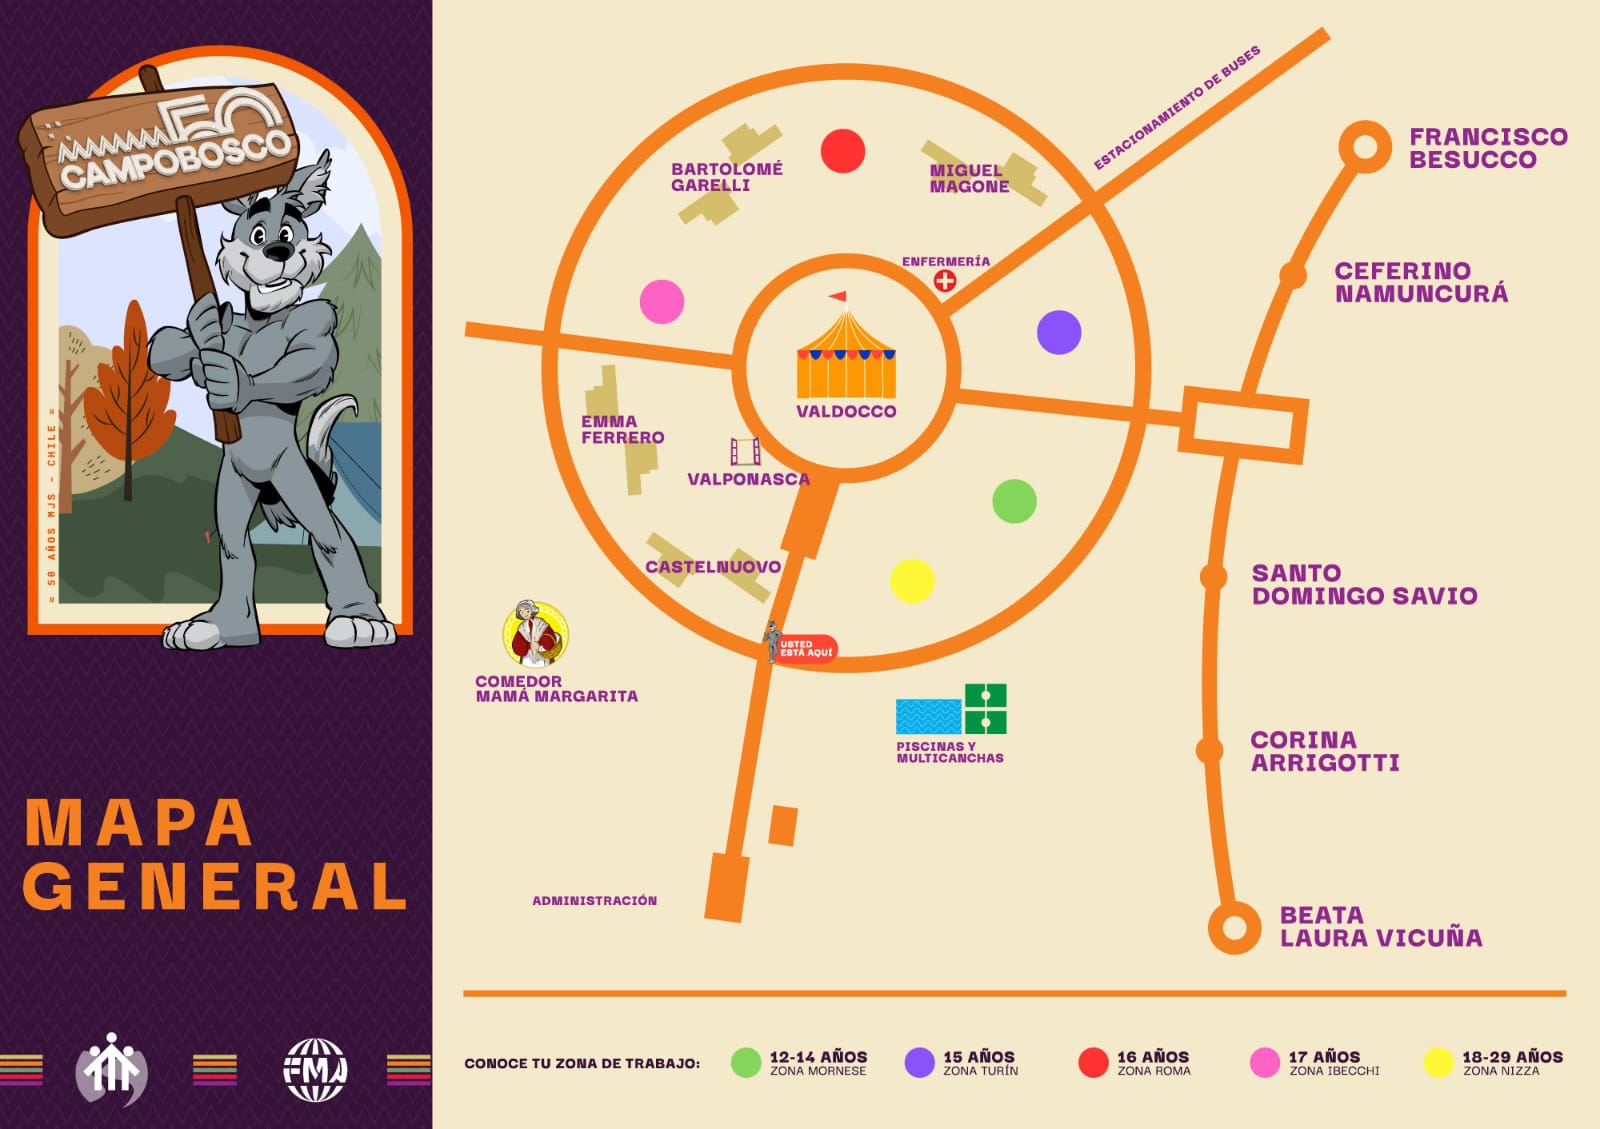 CAMPOBOSCO
= 50 AÑOS MJS - CHILE =
MAPA
GENERAL
FMA
BARTOLOMÉ
GARELLI
MIGUEL
MAGONE
ESTACIONAMIENTO DE BUSES
ENFERMERÍA
VALDOCCO
EMMA
FERRERO
VALPONASCA
CASTELNUOVO
USTED
ESTÁ AQUÍ
COMEDOR
MAMÁ MARGARITA
PISCINAS Y
MULTICANCHAS
ADMINISTRACIÓN
FRANCISCO
BESUCCO
CEFERINO
NAMUNCURÁ
SANTO
DOMINGO SAVIO
CORINA
ARRIGOTTI
BEATA
LAURA VICUÑA
CONOCE TU ZONA DE TRABAJO:
12-14 AÑOS
ZONA MORNESE
15 AÑOS
ZONA TURÍN
16 AÑOS
ZONA ROMA
17 AÑOS
ZONA IBECCHI
18-29 AÑOS
ZONA NIZZA